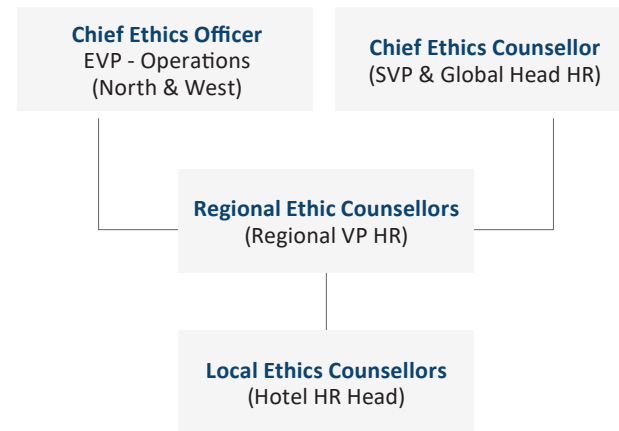 Chief Ethics Officer
EVP - Operations
(North & West)
Chief Ethics Counsellor
(SVP & Global Head HR)
Regional Ethic Counsellors
(Regional VP HR)
Local Ethics Counsellors
(Hotel HR Head)